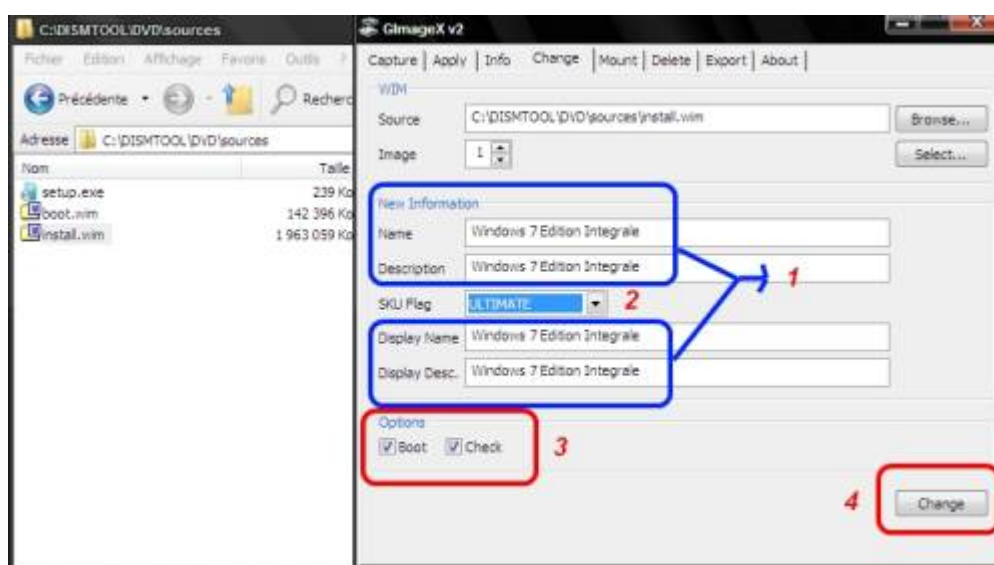 C:\DISMTOOL\DVD\sources
Fichier Edition Affichage Favoris Outils ?
Précédente
Recherc
Adresse C:\DISMTOOL\DVD\sources
Nom Taille
setup.exe 239 Ko
boot.wim 142 396 Ko
install.wim 1 963 059 Ko
GImageX v2
Capture Apply Info Change Mount Delete Export About
WIM
Source C:\DISMTOOL\DVD\sources\install.wim Browse...
Image 1 Select...
New Information
Name Windows 7 Edition Integrale
Description Windows 7 Edition Integrale
1
SKU Flag ULTIMATE 2
Display Name Windows 7 Edition Integrale
Display Desc. Windows 7 Edition Integrale
Options
Boot Check 3
4 Change